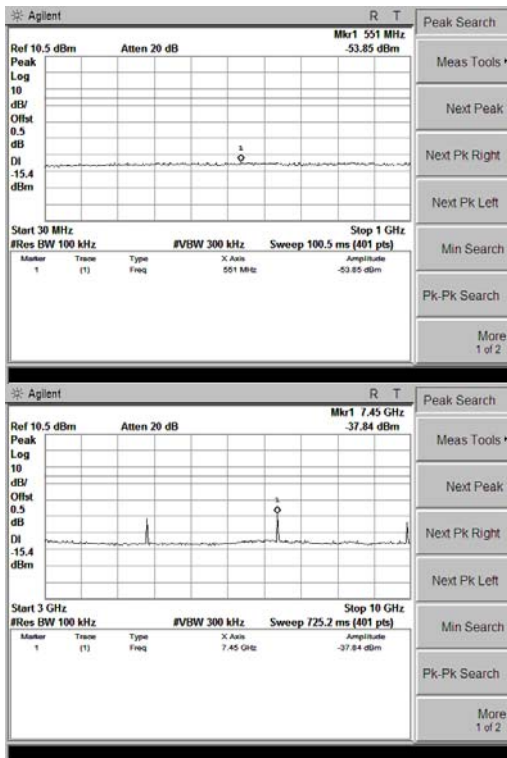 Agilent R T
Peak Search
Mkr1 551 MHz
Ref 10.5 dBm Atten 20 dB -53.85 dBm
Peak
Log
10
dB/
Offst
0.5
dB
DI
-15.4
dBm
1
Start 30 MHz Stop 1 GHz
#Res BW 100 kHz #VBW 300 kHz Sweep 100.5 ms (401 pts)
Marker Trace Type X Axis Amplitude
1 (1) Freq 551 MHz -53.85 dBm
Meas Tools
Next Peak
Next Pk Right
Next Pk Left
Min Search
Pk-Pk Search
More
1 of 2
Agilent R T
Peak Search
Mkr1 7.45 GHz
Ref 10.5 dBm Atten 20 dB -37.84 dBm
Peak
Log
10
dB/
Offst
0.5
dB
DI
-15.4
dBm
1
Start 3 GHz Stop 10 GHz
#Res BW 100 kHz #VBW 300 kHz Sweep 725.2 ms (401 pts)
Marker Trace Type X Axis Amplitude
1 (1) Freq 7.45 GHz -37.84 dBm
Meas Tools
Next Peak
Next Pk Right
Next Pk Left
Min Search
Pk-Pk Search
More
1 of 2